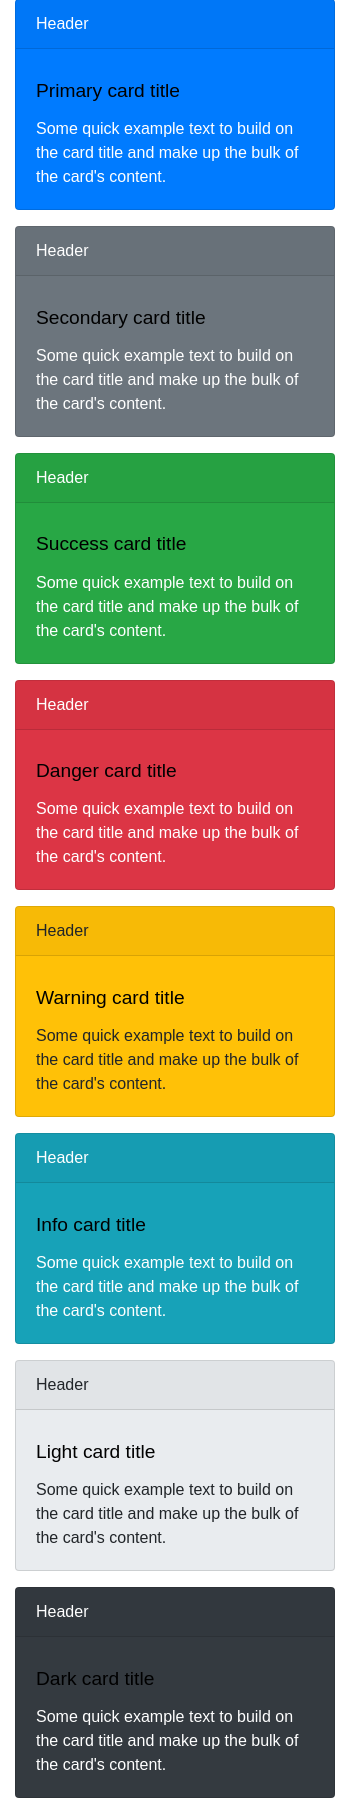 Header
Primary card title
Some quick example text to build on
the card title and make up the bulk of
the card's content.
Header
Secondary card title
Some quick example text to build on
the card title and make up the bulk of
the card's content.
Header
Success card title
Some quick example text to build on
the card title and make up the bulk of
the card's content.
Header
Danger card title
Some quick example text to build on
the card title and make up the bulk of
the card's content.
Header
Warning card title
Some quick example text to build on
the card title and make up the bulk of
the card's content.
Header
Info card title
Some quick example text to build on
the card title and make up the bulk of
the card's content.
Header
Light card title
Some quick example text to build on
the card title and make up the bulk of
the card's content.
Header
Dark card title
Some quick example text to build on
the card title and make up the bulk of
the card's content.